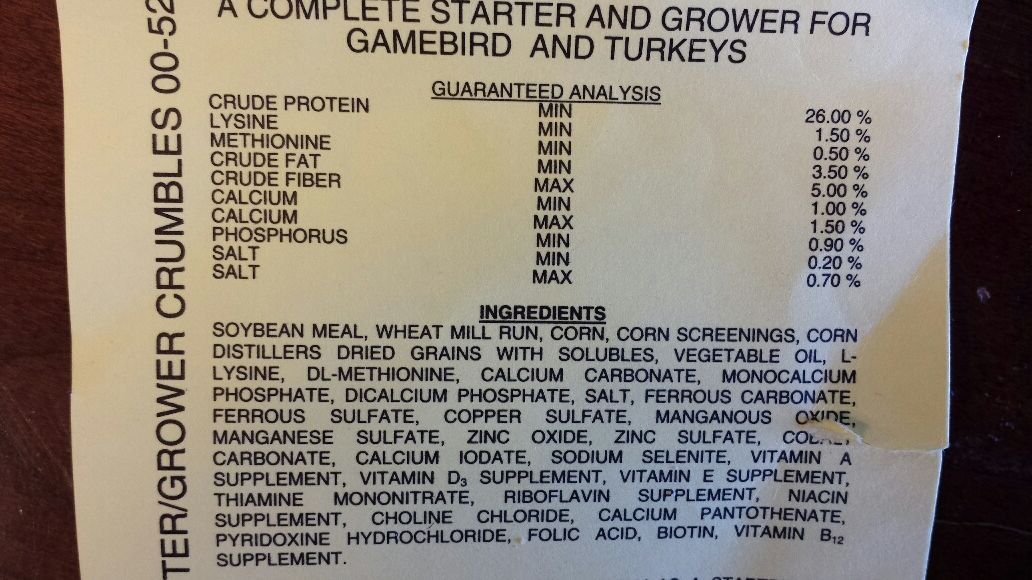 A COMPLETE STARTER AND GROWER FOR
GAMEBIRD AND TURKEYS
TER/GROWER CRUMBLES 00-52
GUARANTEED ANALYSIS
CRUDE PROTEIN MIN 26.00 %
LYSINE MIN 1.50 %
METHIONINE MIN 0.50 %
CRUDE FAT MIN 3.50 %
CRUDE FIBER MAX 5.00 %
CALCIUM MIN 1.00 %
CALCIUM MAX 1.50 %
PHOSPHORUS MIN 0.90 %
SALT MIN 0.20 %
SALT MAX 0.70 %
INGREDIENTS
SOYBEAN MEAL, WHEAT MILL RUN, CORN, CORN SCREENINGS, CORN
DISTILLERS DRIED GRAINS WITH SOLUBLES, VEGETABLE OIL, L-
LYSINE, DL-METHIONINE, CALCIUM CARBONATE, MONOCALCIUM
PHOSPHATE, DICALCIUM PHOSPHATE, SALT, FERROUS CARBONATE,
FERROUS SULFATE, COPPER SULFATE, MANGANOUS OXIDE,
MANGANESE SULFATE, ZINC OXIDE, ZINC SULFATE, COBALT
CARBONATE, CALCIUM IODATE, SODIUM SELENITE, VITAMIN A
SUPPLEMENT, VITAMIN D3 SUPPLEMENT, VITAMIN E SUPPLEMENT,
THIAMINE MONONITRATE, RIBOFLAVIN SUPPLEMENT, NIACIN
SUPPLEMENT, CHOLINE CHLORIDE, CALCIUM PANTOTHENATE,
PYRIDOXINE HYDROCHLORIDE, FOLIC ACID, BIOTIN, VITAMIN B12
SUPPLEMENT.